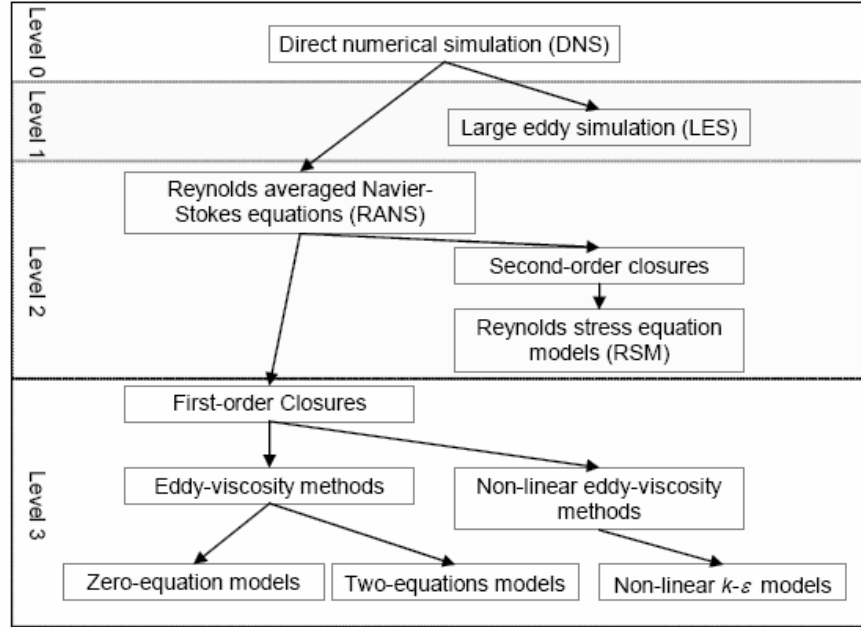 Level 0
Direct numerical simulation (DNS)
Level 1
Large eddy simulation (LES)
Level 2
Reynolds averaged Navier-
Stokes equations (RANS)
Second-order closures
Reynolds stress equation
models (RSM)
Level 3
First-order Closures
Eddy-viscosity methods
Non-linear eddy-viscosity
methods
Zero-equation models
Two-equations models
Non-linear k-ε models